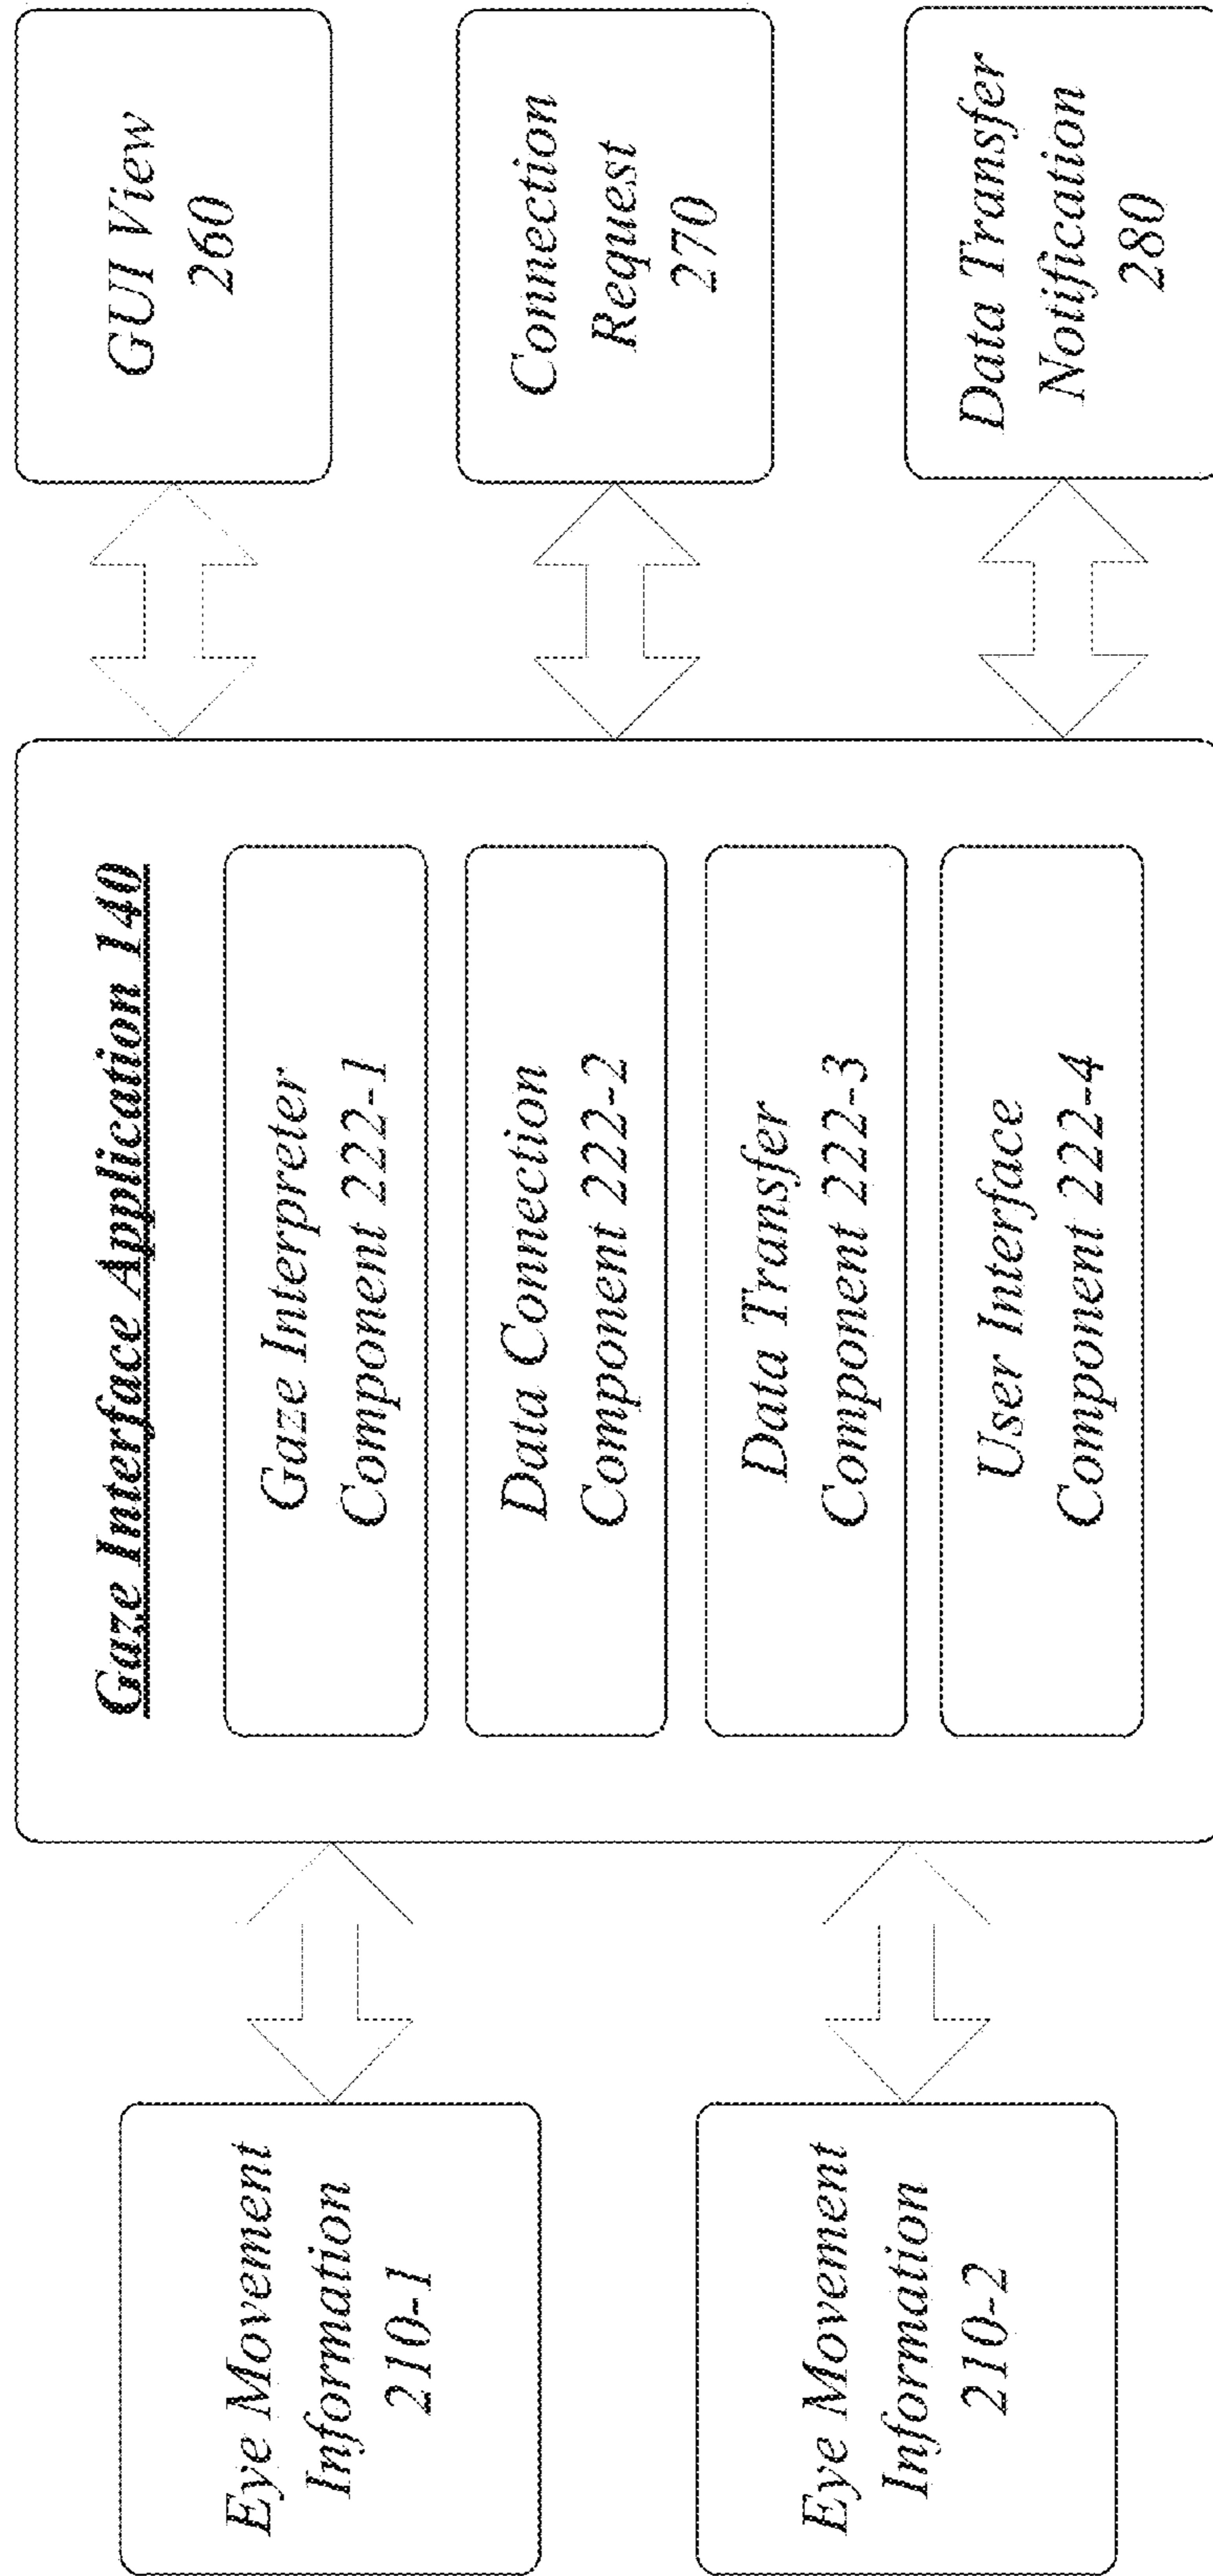 Eye Movement
Information
210-1
Eye Movement
Information
210-2
Gaze Interface Application 140
Gaze Interpreter
Component 222-1
Data Connection
Component 222-2
Data Transfer
Component 222-3
User Interface
Component 222-4
GUI View
260
Connection
Request
270
Data Transfer
Notification
280